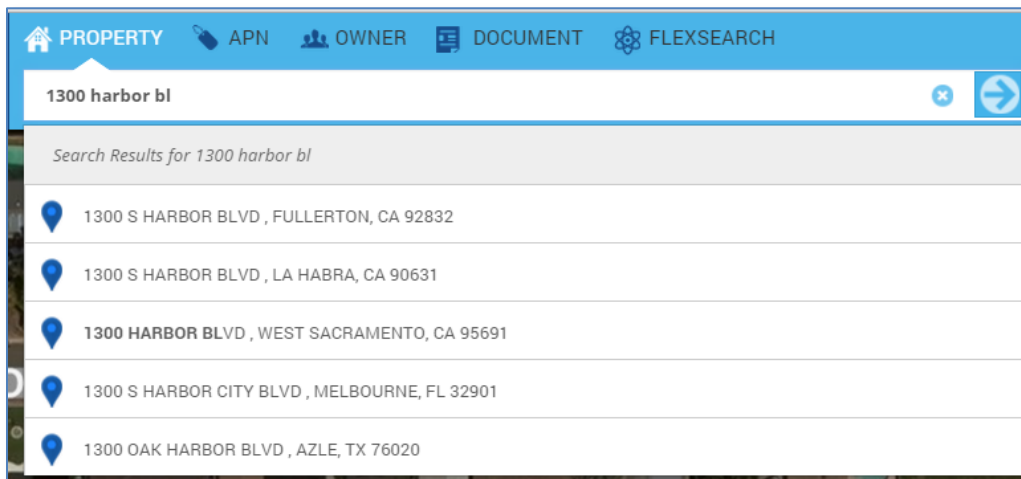 PROPERTY APN OWNER DOCUMENT FLEXSEARCH
1300 harbor bl
Search Results for 1300 harbor bl
1300 S HARBOR BLVD , FULLERTON, CA 92832
1300 S HARBOR BLVD , LA HABRA, CA 90631
1300 HARBOR BLVD , WEST SACRAMENTO, CA 95691
1300 S HARBOR CITY BLVD , MELBOURNE, FL 32901
1300 OAK HARBOR BLVD , AZLE, TX 76020